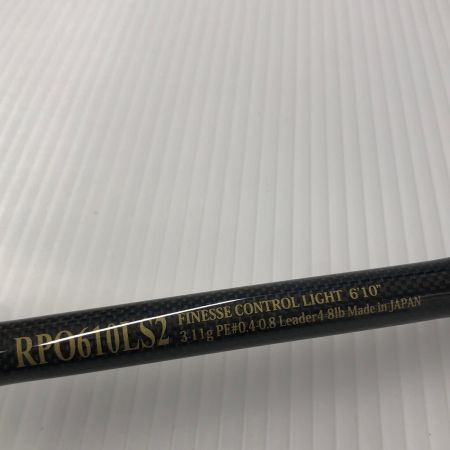 RPO610LS2
FINESSE CONTROL LIGHT 6'10"
3-11g PE#0.4-0.8 Leader4-8lb Made in JAPAN